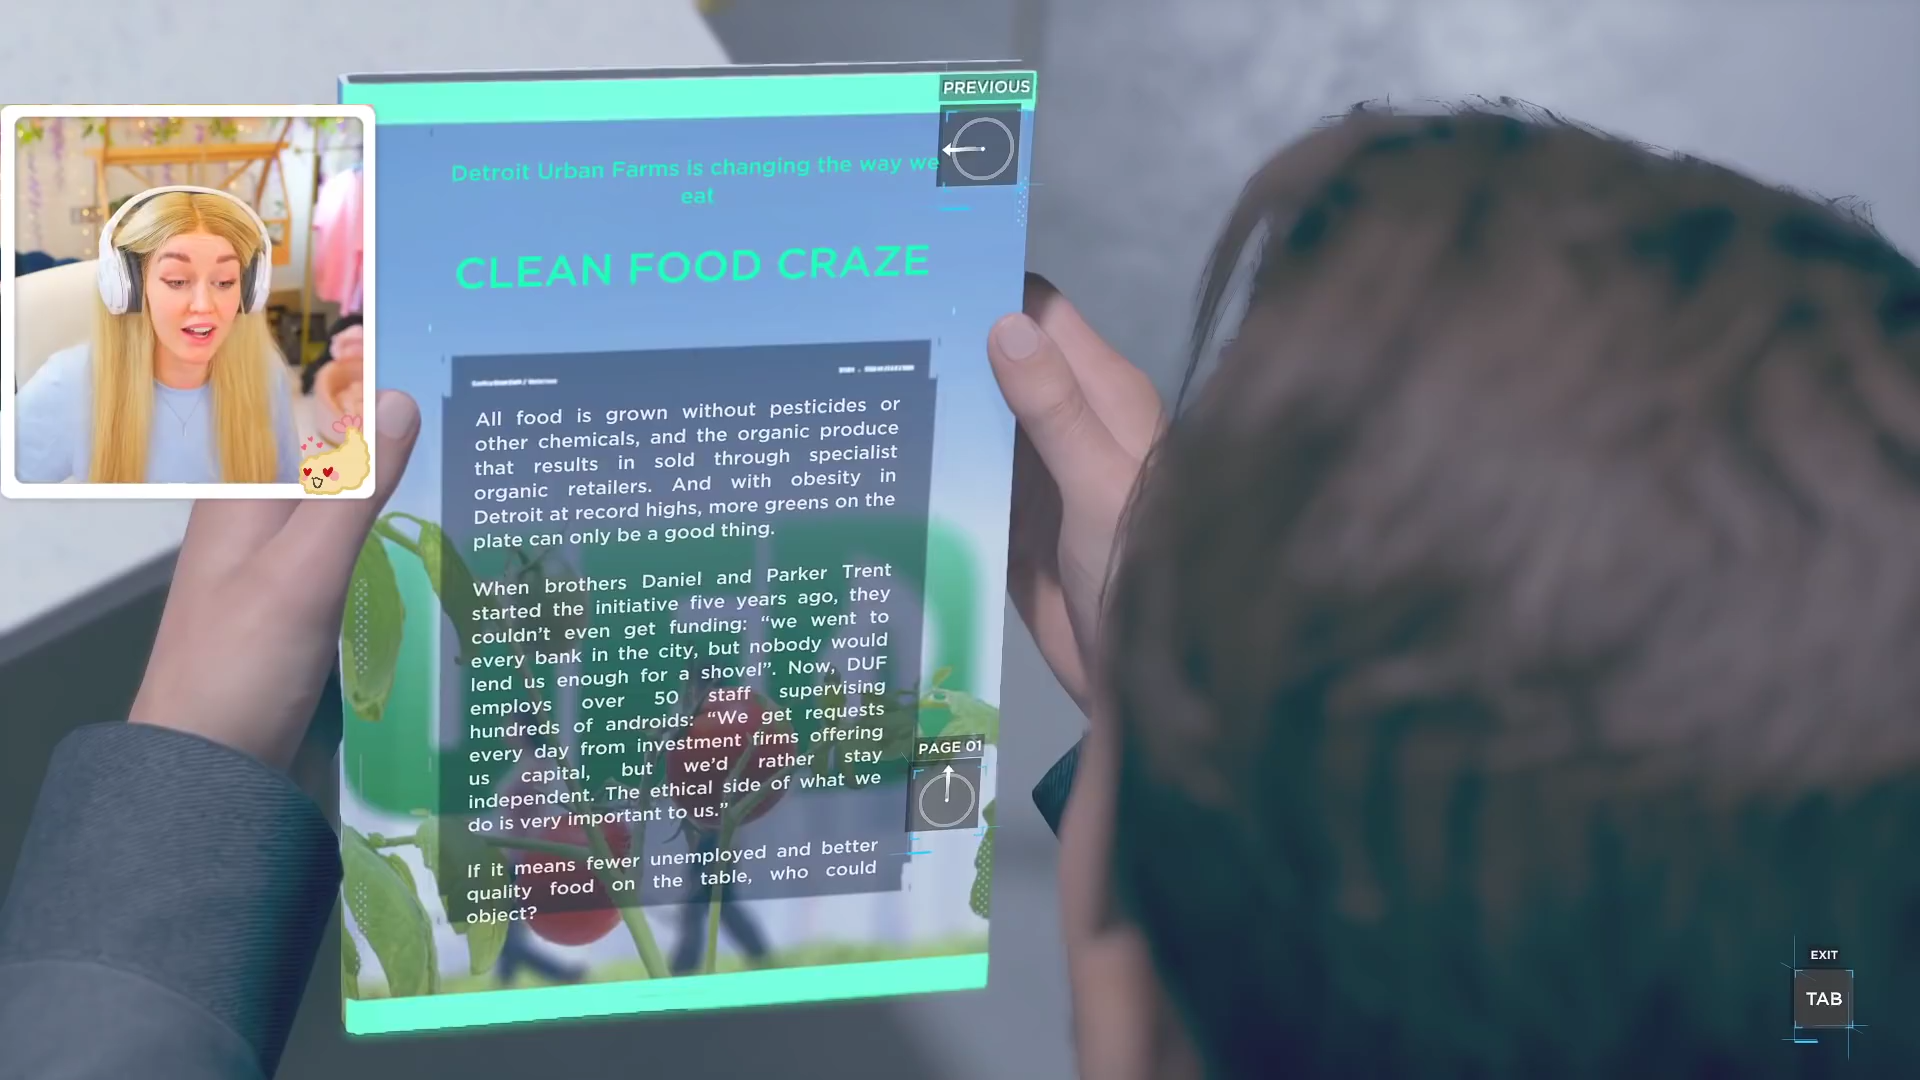 PREVIOUS
Detroit Urban Farms is changing the way we
eat
CLEAN FOOD CRAZE
All food is grown without pesticides or
other chemicals, and the organic produce
that results in sold through specialist
organic retailers. And with obesity in
Detroit at record highs, more greens on the
plate can only be a good thing.
When brothers Daniel and Parker Trent
started the initiative five years ago, they
couldn't even get funding: “we went to
every bank in the city, but nobody would
lend us enough for a shovel”. Now, DUF
employs over 50 staff supervising
hundreds of androids: “We get requests
every day from investment firms offering
us capital, but we'd rather stay
independent. The ethical side of what we
do is very important to us.”
PAGE 01
If it means fewer unemployed and better
quality food on the table, who could
object?
EXIT
TAB